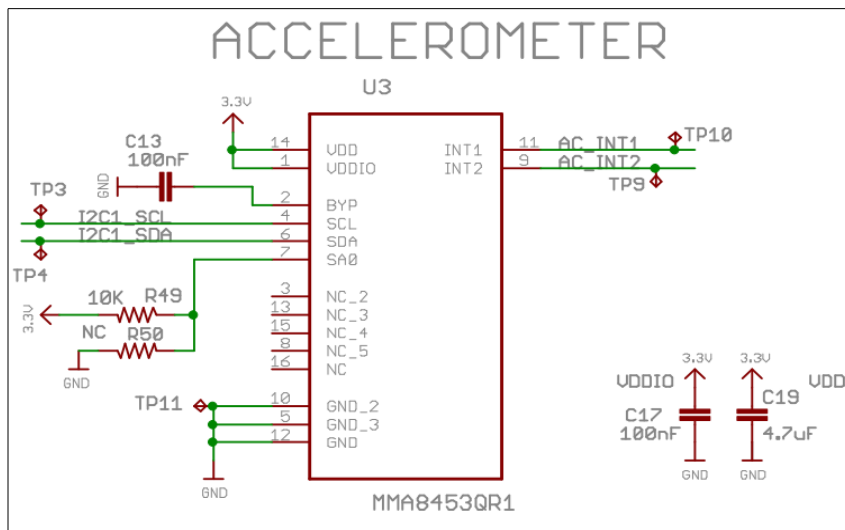 ACCELEROMETER
U3
3.3V
C13
100nF
GND
14 VDD
1 VDDIO
2 BYP
4 SCL
6 SDA
7 SA0
3 NC_2
13 NC_3
15 NC_4
8 NC_5
16 NC
10 GND_2
5 GND_3
12 GND
INT1 11 AC_INT1 TP10
INT2 9 AC_INT2
TP9
TP3
I2C1_SCL
I2C1_SDA
TP4
10K R49
3.3V
NC R50
GND
TP11
GND
MMA8453QR1
3.3V 3.3V
VDDIO VDD
C17 C19
100nF 4.7uF
GND GND